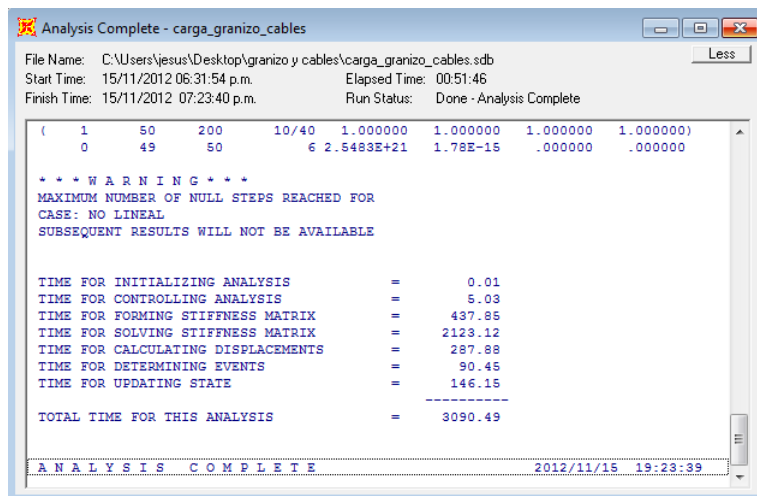 Analysis Complete - carga_granizo_cables
File Name: C:\Users\jesus\Desktop\granizo y cables\carga_granizo_cables.sdb
Less
Start Time: 15/11/2012 06:31:54 p.m. Elapsed Time: 00:51:46
Finish Time: 15/11/2012 07:23:40 p.m. Run Status: Done - Analysis Complete
( 1 50 200 10/40 1.000000 1.000000 1.000000 1.000000)
0 49 50 6 2.5483E+21 1.78E-15 .000000 .000000
* * * W A R N I N G * * *
MAXIMUM NUMBER OF NULL STEPS REACHED FOR
CASE: NO LINEAL
SUBSEQUENT RESULTS WILL NOT BE AVAILABLE
TIME FOR INITIALIZING ANALYSIS = 0.01
TIME FOR CONTROLLING ANALYSIS = 5.03
TIME FOR FORMING STIFFNESS MATRIX = 437.85
TIME FOR SOLVING STIFFNESS MATRIX = 2123.12
TIME FOR CALCULATING DISPLACEMENTS = 287.88
TIME FOR DETERMINING EVENTS = 90.45
TIME FOR UPDATING STATE = 146.15
----------
TOTAL TIME FOR THIS ANALYSIS = 3090.49
A N A L Y S I S C O M P L E T E 2012/11/15 19:23:39